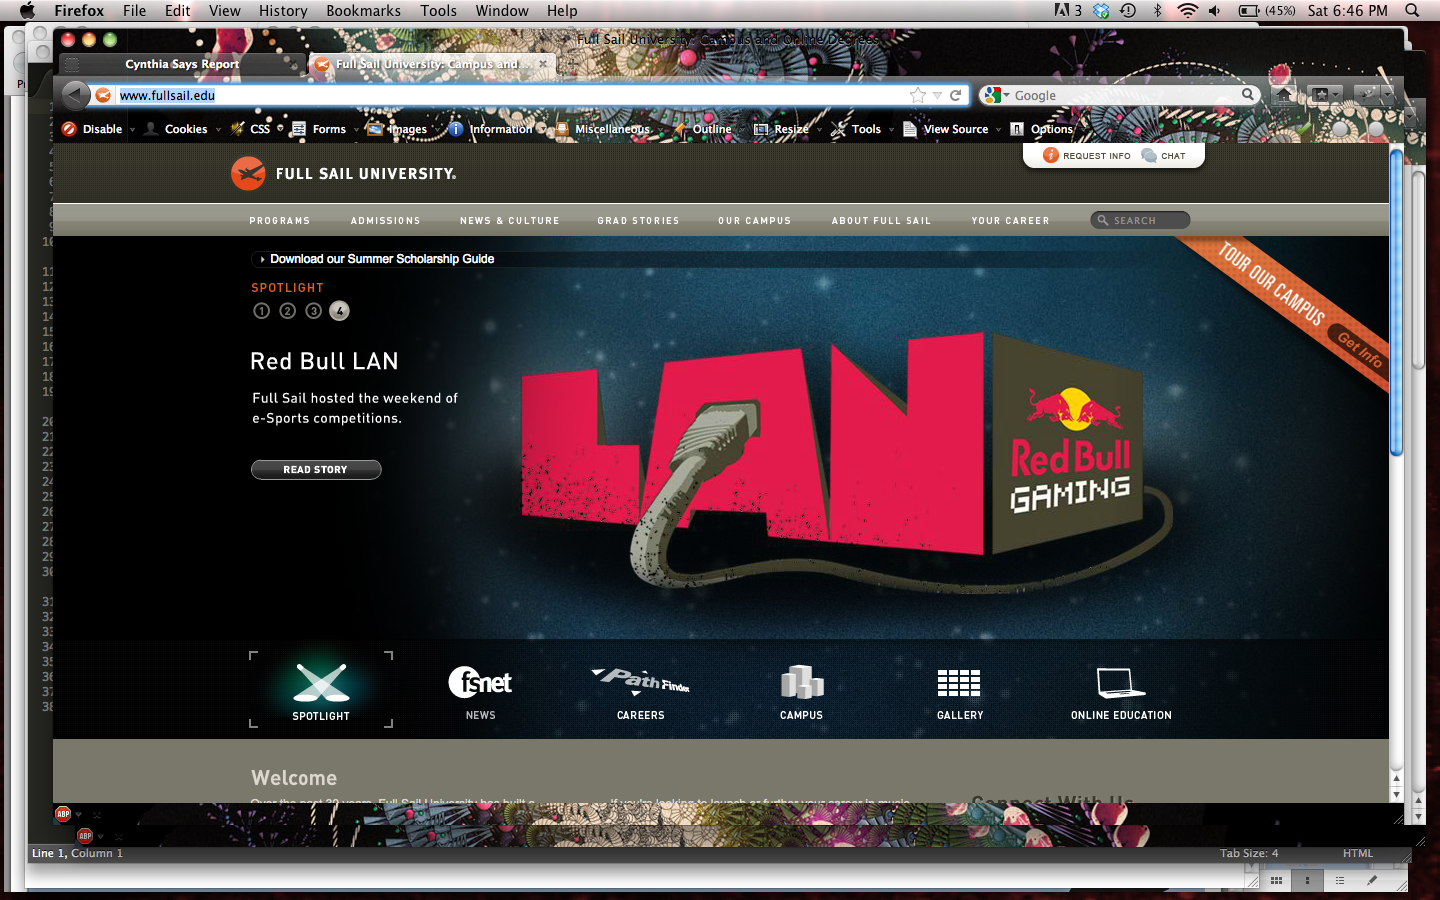 Firefox File Edit View History Bookmarks Tools Window Help
3 (45%) Sat 6:46 PM
Full Sail University: Campus and Online Degrees
Cynthia Says Report
Full Sail University: Campus and...
www.fullsail.edu
Google
Disable Cookies CSS Forms Images Information Miscellaneous Outline Resize Tools View Source Options
REQUEST INFO CHAT
FULL SAIL UNIVERSITY.
PROGRAMS ADMISSIONS NEWS & CULTURE GRAD STORIES OUR CAMPUS ABOUT FULL SAIL YOUR CAREER SEARCH
Download our Summer Scholarship Guide
TOUR OUR CAMPUS
Get Info
SPOTLIGHT
1 2 3 4
Red Bull LAN
Full Sail hosted the weekend of
e-Sports competitions.
READ STORY
LAN
Red Bull
GAMING
SPOTLIGHT
fsnet
NEWS
Path Finder
CAREERS
CAMPUS
GALLERY
ONLINE EDUCATION
Welcome
Connect With Us
ABP
ABP
Line 1, Column 1
Tab Size: 4
HTML